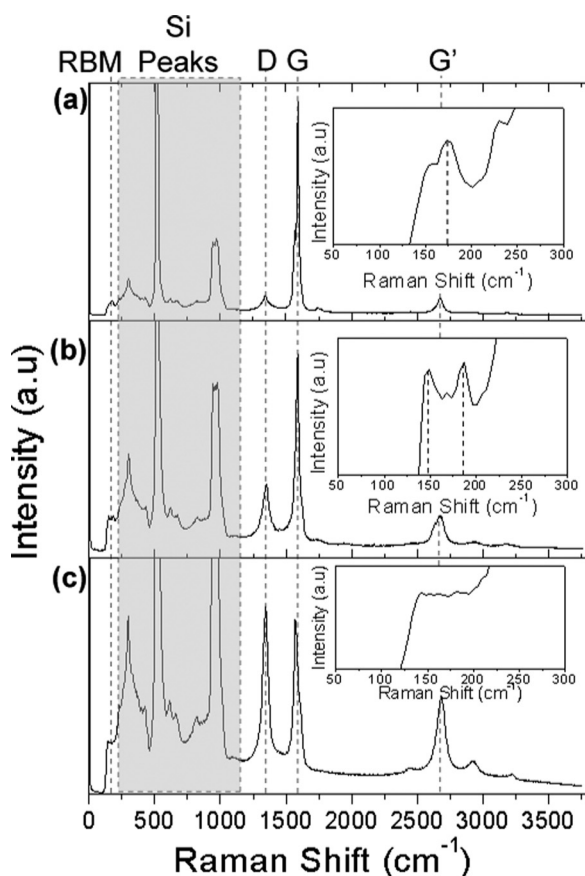 Si
RBM Peaks D G G'
(a)
Intensity (a.u)
50 100 150 200 250 300
Raman Shift (cm-1)
(b)
Intensity (a.u)
50 100 150 200 250 300
Raman Shift (cm-1)
(c)
Intensity (a.u)
50 100 150 200 250 300
Raman Shift (cm-1)
Intensity (a.u)
0 500 1000 1500 2000 2500 3000 3500
Raman Shift (cm-1)